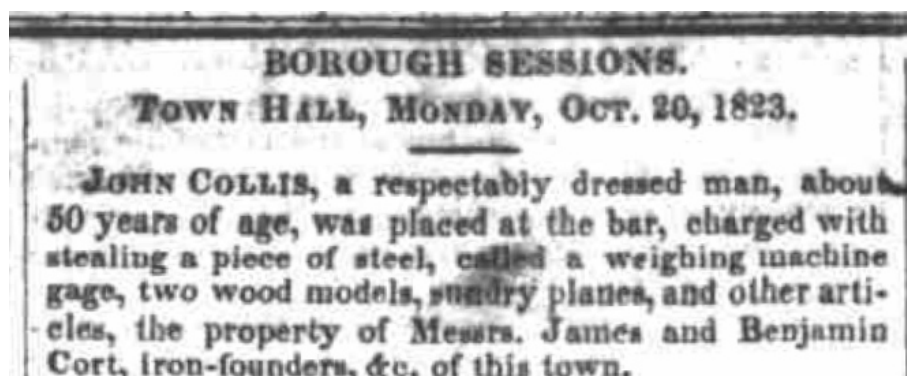 BOROUGH SESSIONS.
TOWN HALL, MONDAY, OCT. 20, 1823.
JOHN COLLIS, a respectably dressed man, about
50 years of age, was placed at the bar, charged with
stealing a piece of steel, called a weighing machine
gage, two wood models, sundry planes, and other arti-
cles, the property of Messrs. James and Benjamin
Cort, iron-founders, &c. of this town.